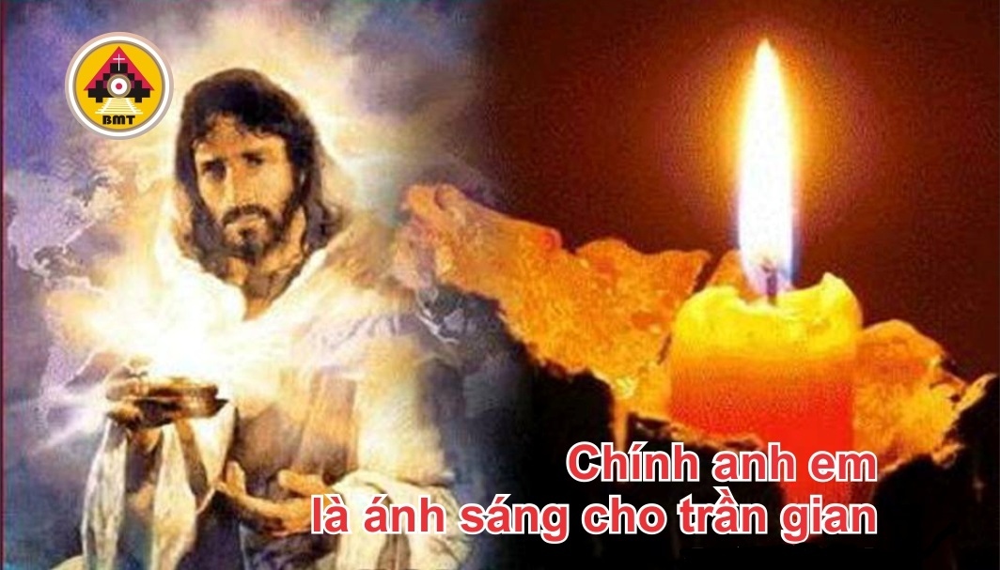 BMT
Chính anh em
là ánh sáng cho trần gian